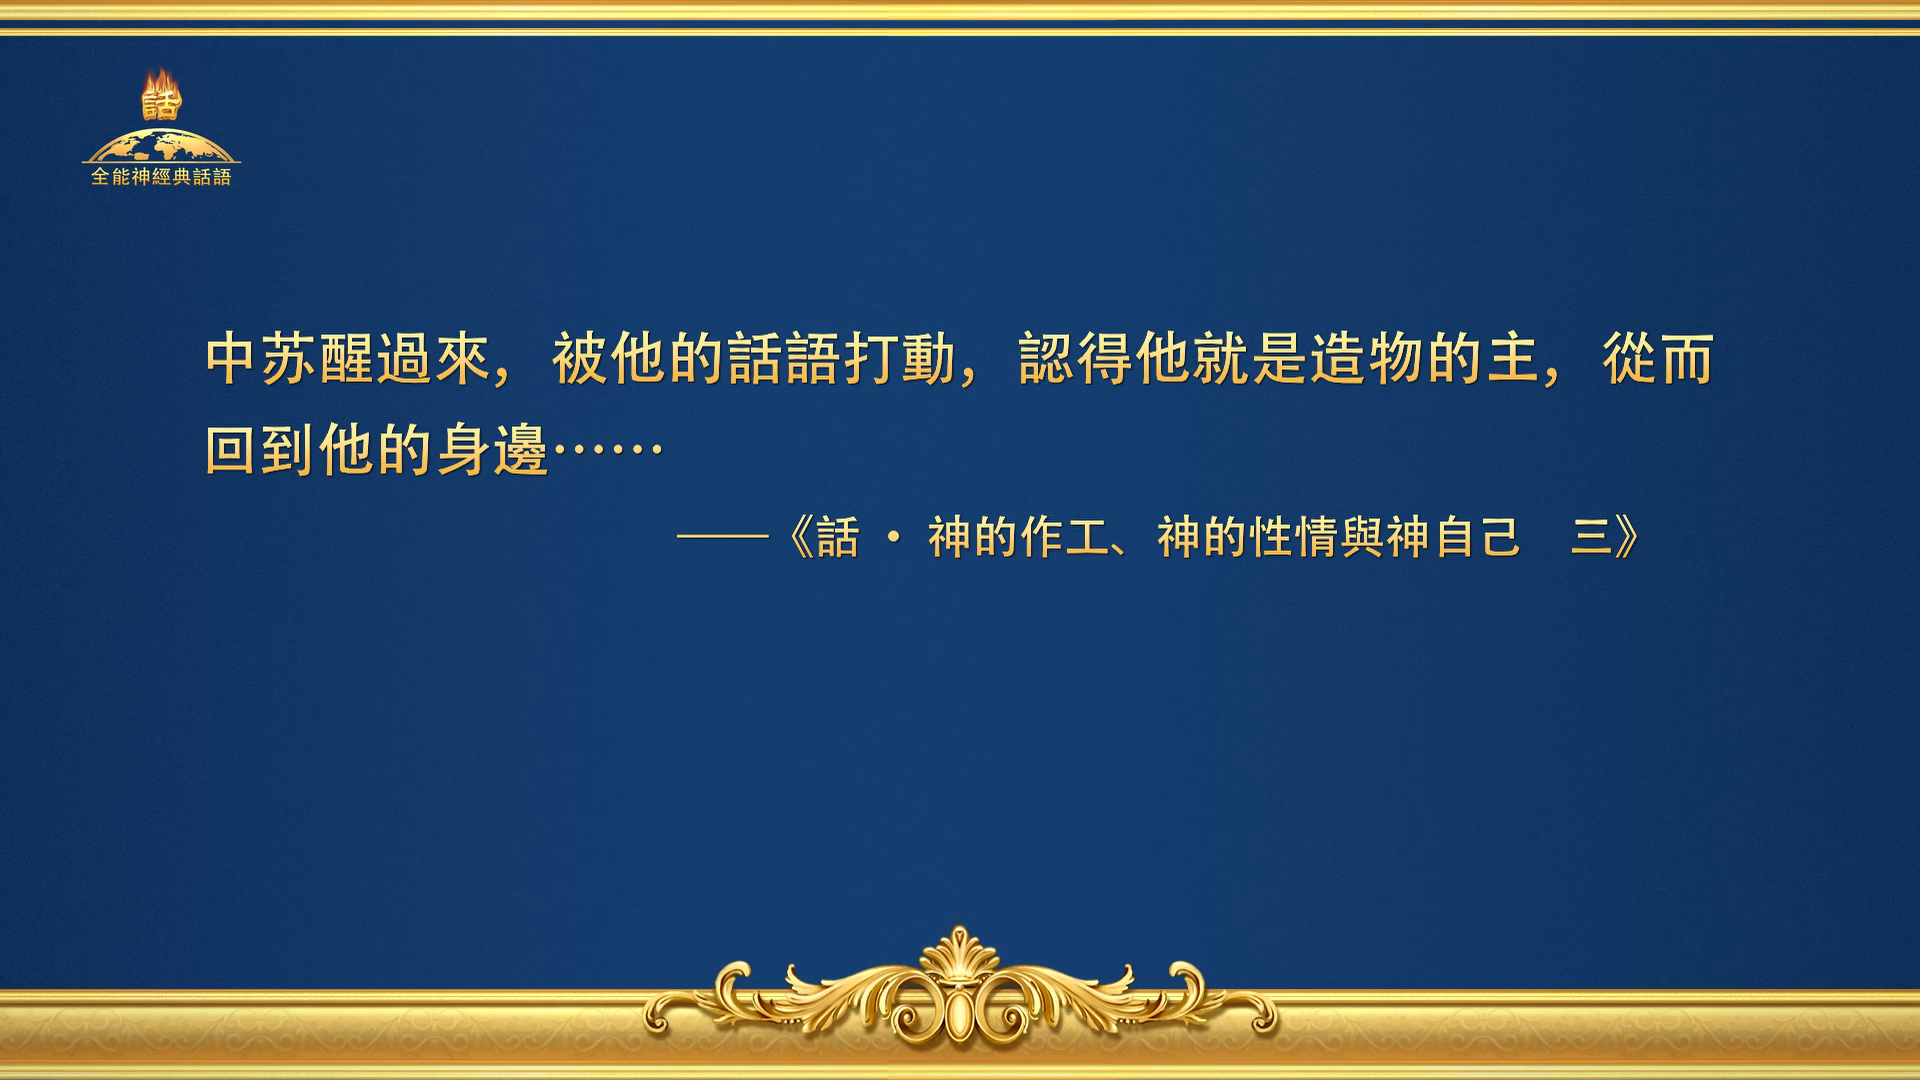 話
全能神經典話語
中苏醒過來，被他的話語打動，認得他就是造物的主，從而
回到他的身邊……
——《話 · 神的作工、神的性情與神自己　三》